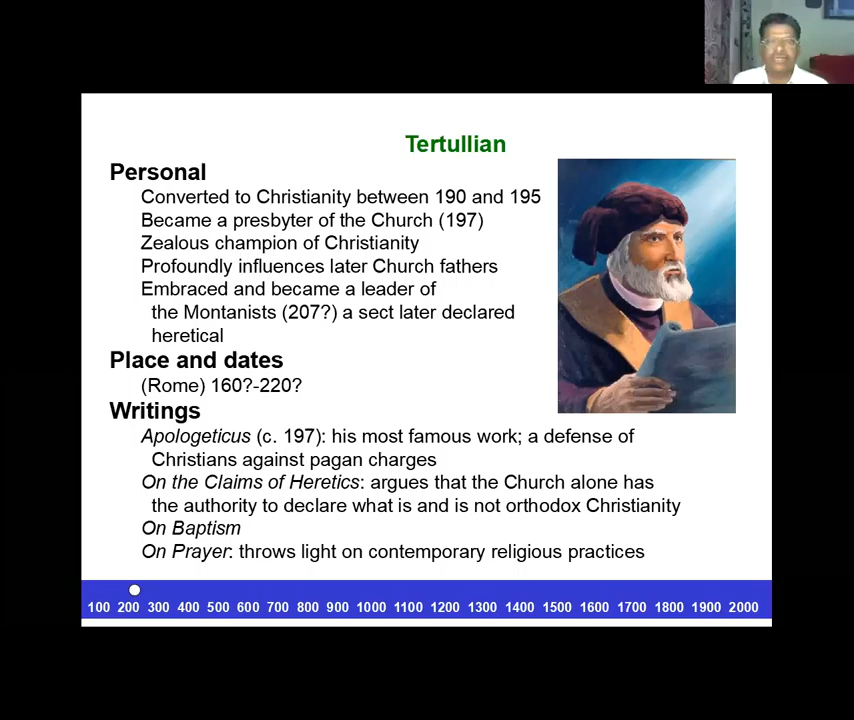 Tertullian
Personal
Converted to Christianity between 190 and 195
Became a presbyter of the Church (197)
Zealous champion of Christianity
Profoundly influences later Church fathers
Embraced and became a leader of
the Montanists (207?) a sect later declared
heretical
Place and dates
(Rome) 160?-220?
Writings
Apologeticus (c. 197): his most famous work; a defense of
Christians against pagan charges
On the Claims of Heretics: argues that the Church alone has
the authority to declare what is and is not orthodox Christianity
On Baptism
On Prayer: throws light on contemporary religious practices
100 200 300 400 500 600 700 800 900 1000 1100 1200 1300 1400 1500 1600 1700 1800 1900 2000